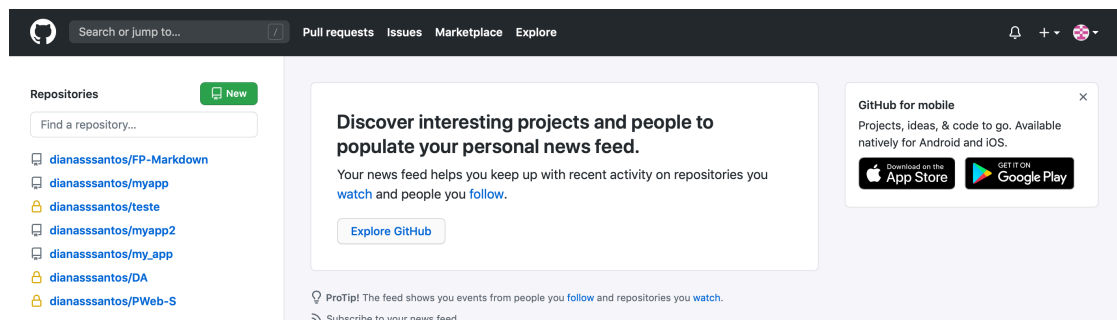 Search or jump to... /
Pull requests Issues Marketplace Explore
Repositories
New
Find a repository...
dianasssantos/FP-Markdown
dianasssantos/myapp
dianasssantos/teste
dianasssantos/myapp2
dianasssantos/my_app
dianasssantos/DA
dianasssantos/PWeb-S
Discover interesting projects and people to
populate your personal news feed.
Your news feed helps you keep up with recent activity on repositories you
watch and people you follow.
Explore GitHub
ProTip! The feed shows you events from people you follow and repositories you watch.
Subscribe to your news feed
GitHub for mobile
Projects, ideas, & code to go. Available
natively for Android and iOS.
Download on the
App Store
GET IT ON
Google Play